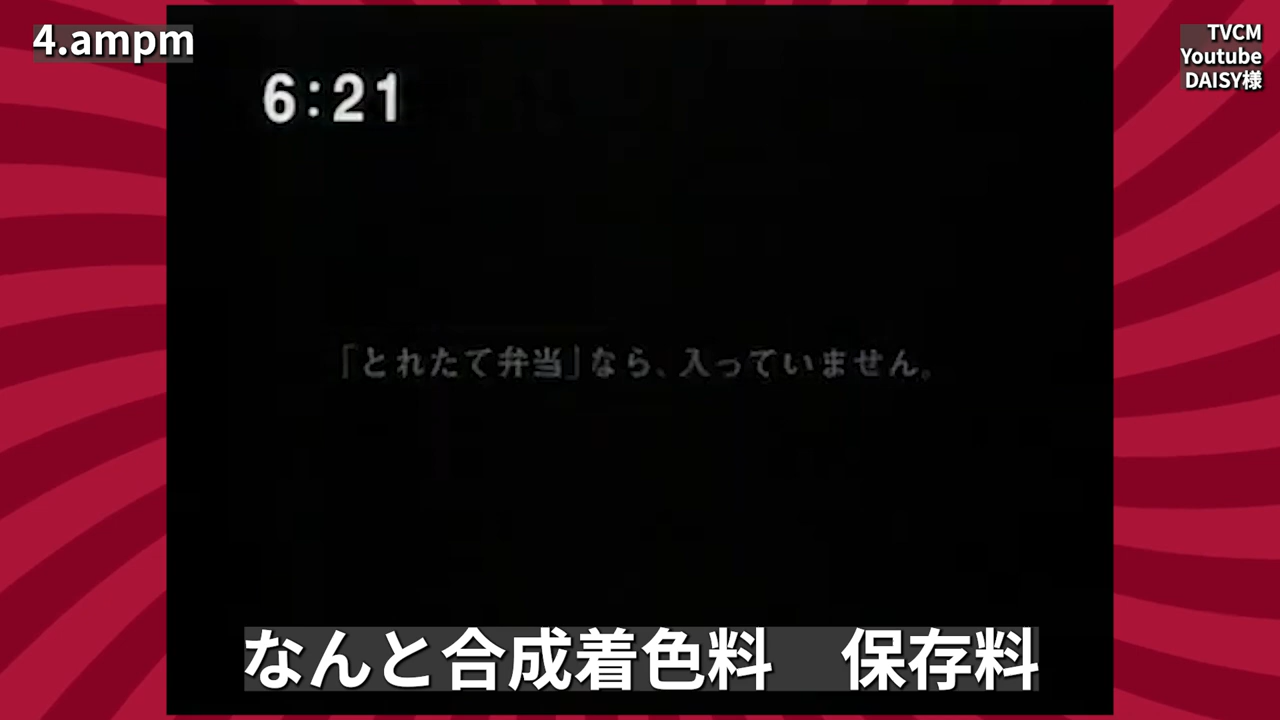 4.ampm
TVCM
Youtube
DAISY様
6:21
「とれたて弁当」なら、入っていません。
なんと合成着色料　保存料